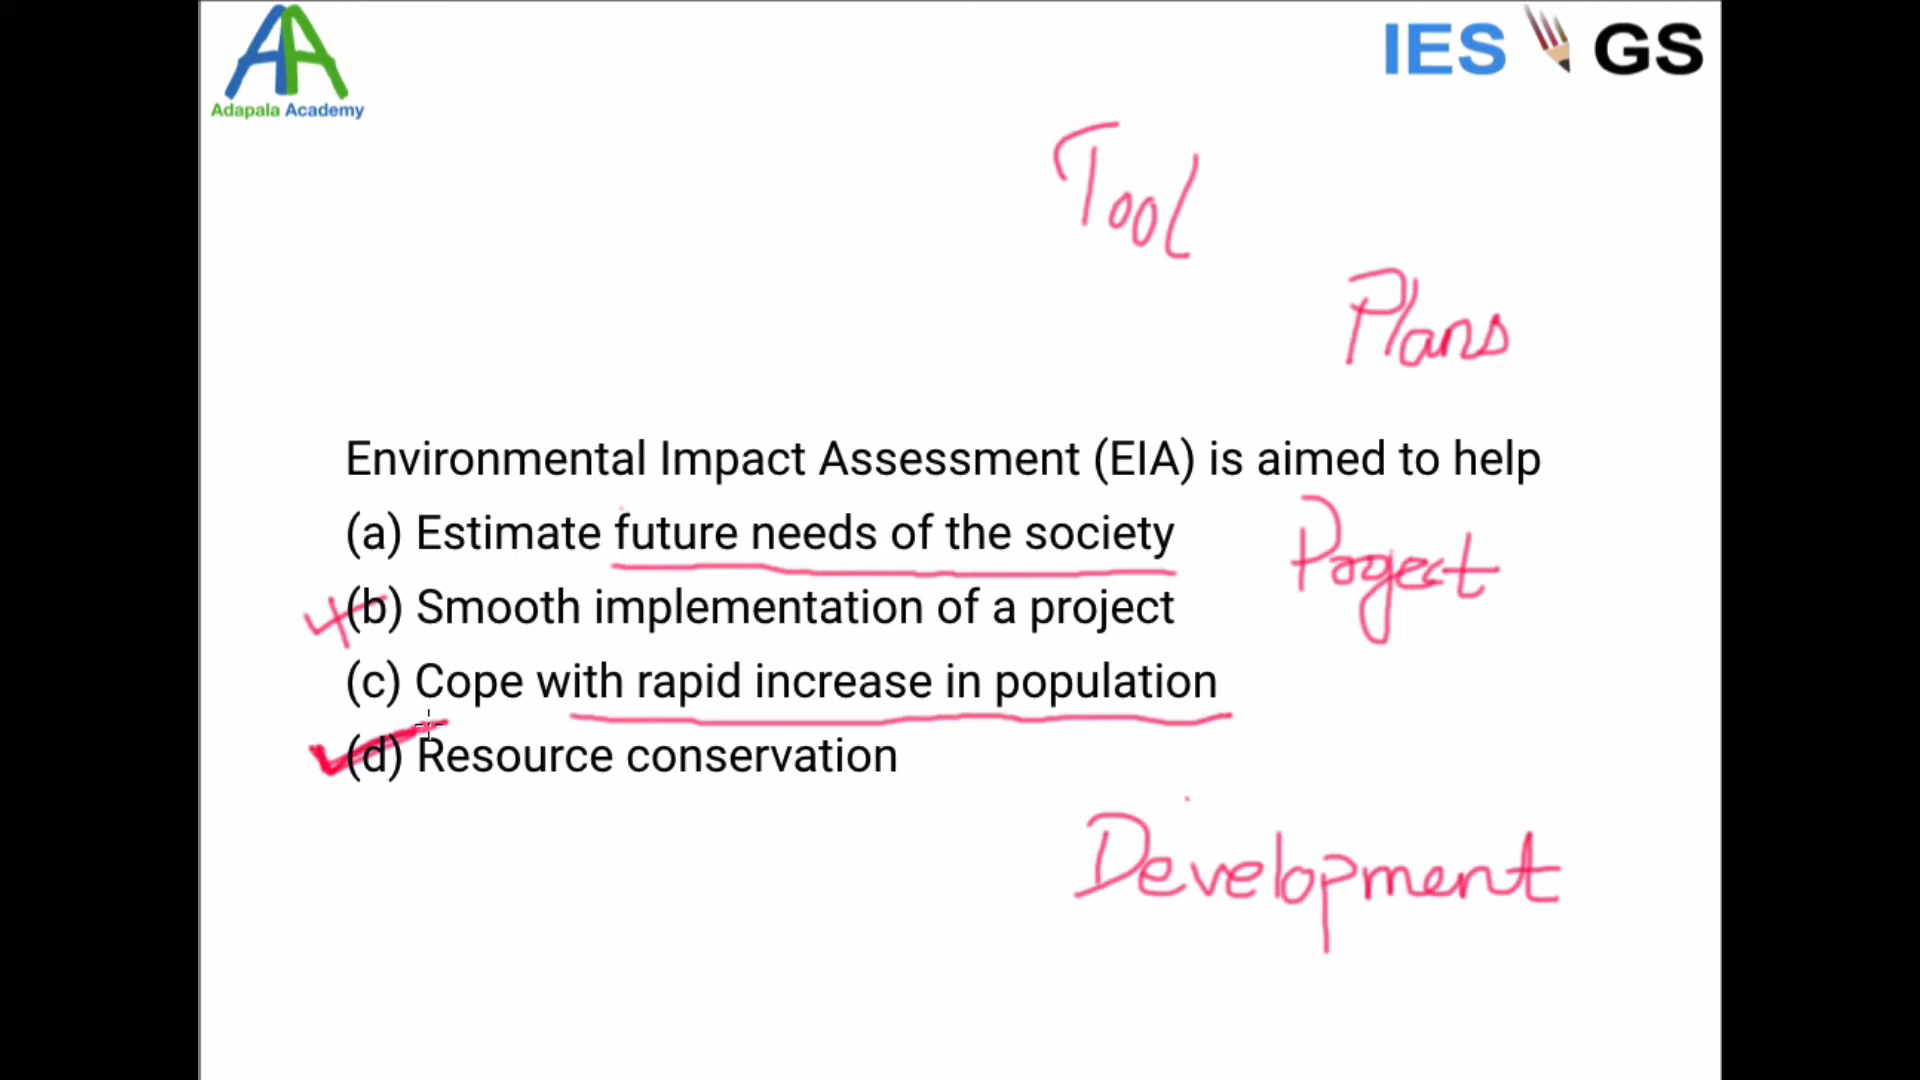 Adapala Academy
IES GS
Tool
Plans
Environmental Impact Assessment (EIA) is aimed to help
(a) Estimate future needs of the society
Project
(b) Smooth implementation of a project
(c) Cope with rapid increase in population
(d) Resource conservation
Development